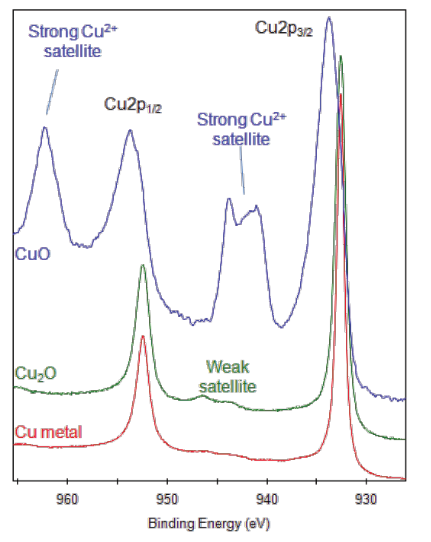 Strong Cu²⁺
satellite
Cu2p₃/₂
Cu2p₁/₂
Strong Cu²⁺
satellite
CuO
Cu₂O
Weak
satellite
Cu metal
960 950 940 930
Binding Energy (eV)